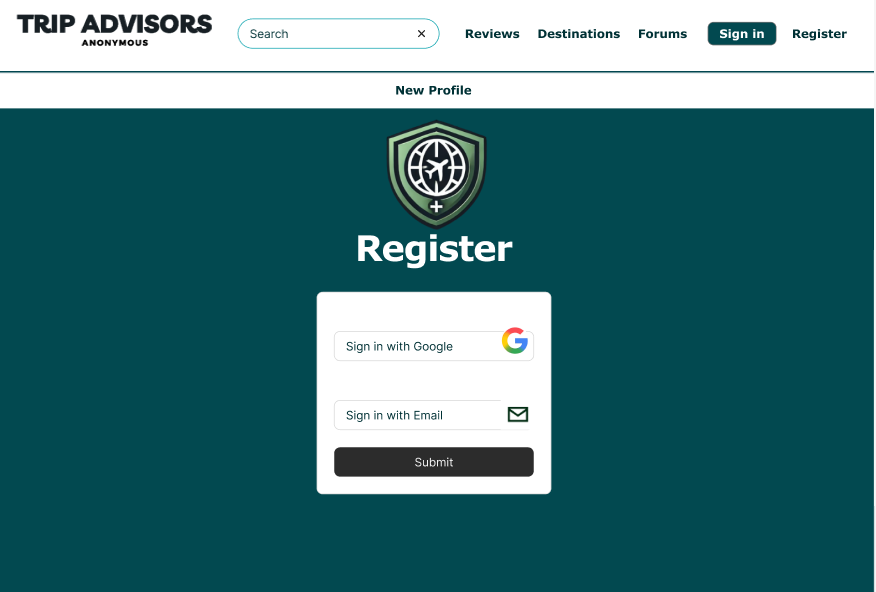 TRIP ADVISORS
ANONYMOUS
Search
Reviews
Destinations
Forums
Sign in
Register
New Profile
Register
Sign in with Google
Sign in with Email
Submit